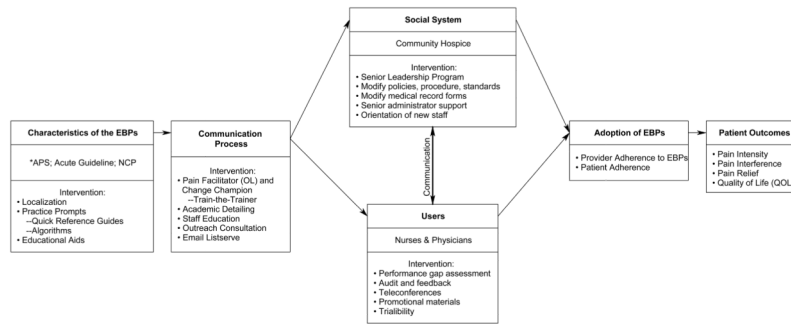 Characteristics of the EBPs
*APS; Acute Guideline; NCP
Intervention:
• Localization
• Practice Prompts
--Quick Reference Guides
--Algorithms
• Educational Aids
Communication
Process
Intervention:
• Pain Facilitator (OL) and
Change Champion
--Train-the-Trainer
• Academic Detailing
• Staff Education
• Outreach Consultation
• Email Listserve
Social System
Community Hospice
Intervention:
• Senior Leadership Program
• Modify policies, procedure, standards
• Modify medical record forms
• Senior administrator support
• Orientation of new staff
Communication
Users
Nurses & Physicians
Intervention:
• Performance gap assessment
• Audit and feedback
• Teleconferences
• Promotional materials
• Trialibility
Adoption of EBPs
• Provider Adherence to EBPs
• Patient Adherence
Patient Outcomes
• Pain Intensity
• Pain Interference
• Pain Relief
• Quality of Life (QOL